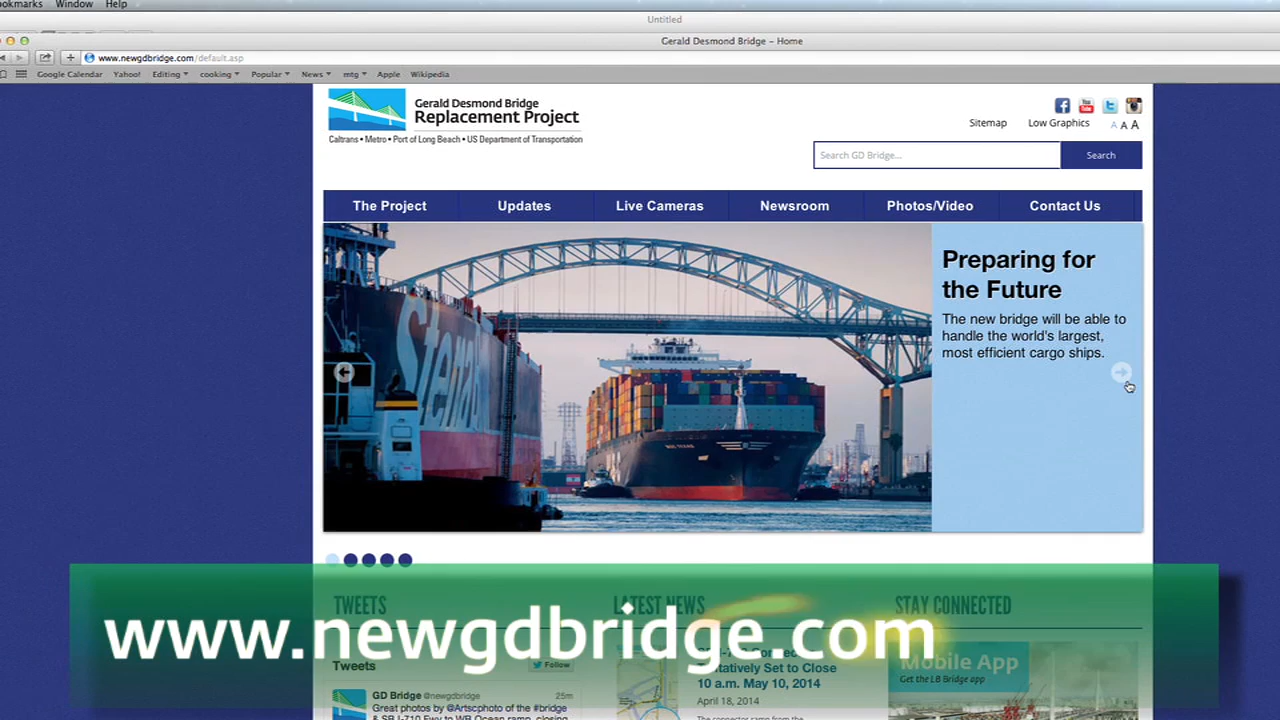 ookmarks Window Help
Untitled
Gerald Desmond Bridge – Home
www.newgdbridge.com/default.asp
Google Calendar Yahoo! Editing cooking Popular News mtg Apple Wikipedia
Gerald Desmond Bridge
Replacement Project
Caltrans • Metro • Port of Long Beach • US Department of Transportation
Sitemap Low Graphics A A A
Search GD Bridge... Search
The Project Updates Live Cameras Newsroom Photos/Video Contact Us
Preparing for
the Future
The new bridge will be able to
handle the world's largest,
most efficient cargo ships.
TWEETS LATEST NEWS STAY CONNECTED
www.newgdbridge.com
Tweets Follow
to Close
10 a.m. May 10, 2014
April 18, 2014
The connector ramp from the
Mobile App
Get the LB Bridge app
GD Bridge @newgdbridge 25m
Great photos by @Artscphoto of the #bridge